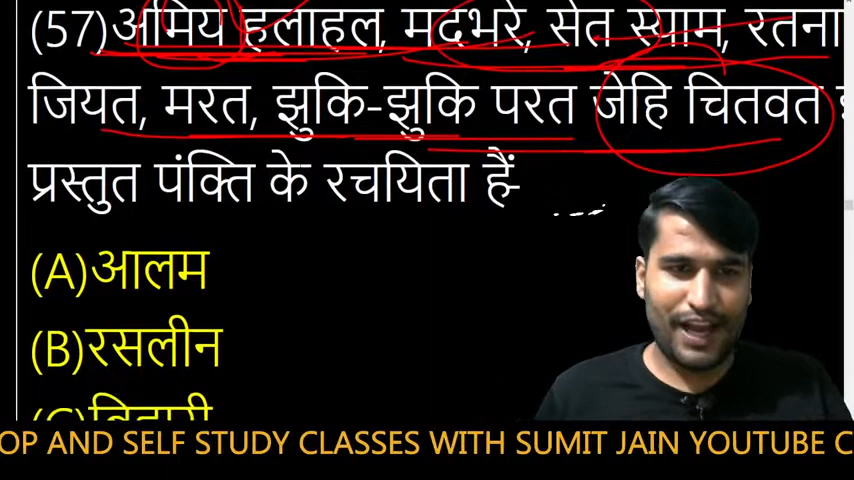 (57)अमिय हलाहल, मदभरे, सेत स्याम, रतना
जियत, मरत, झुकि-झुकि परत जेहि चितवत
प्रस्तुत पंक्ति के रचयिता हैं-
(A)आलम
(B)रसलीन
(C)बिहारी
OP AND SELF STUDY CLASSES WITH SUMIT JAIN YOUTUBE C